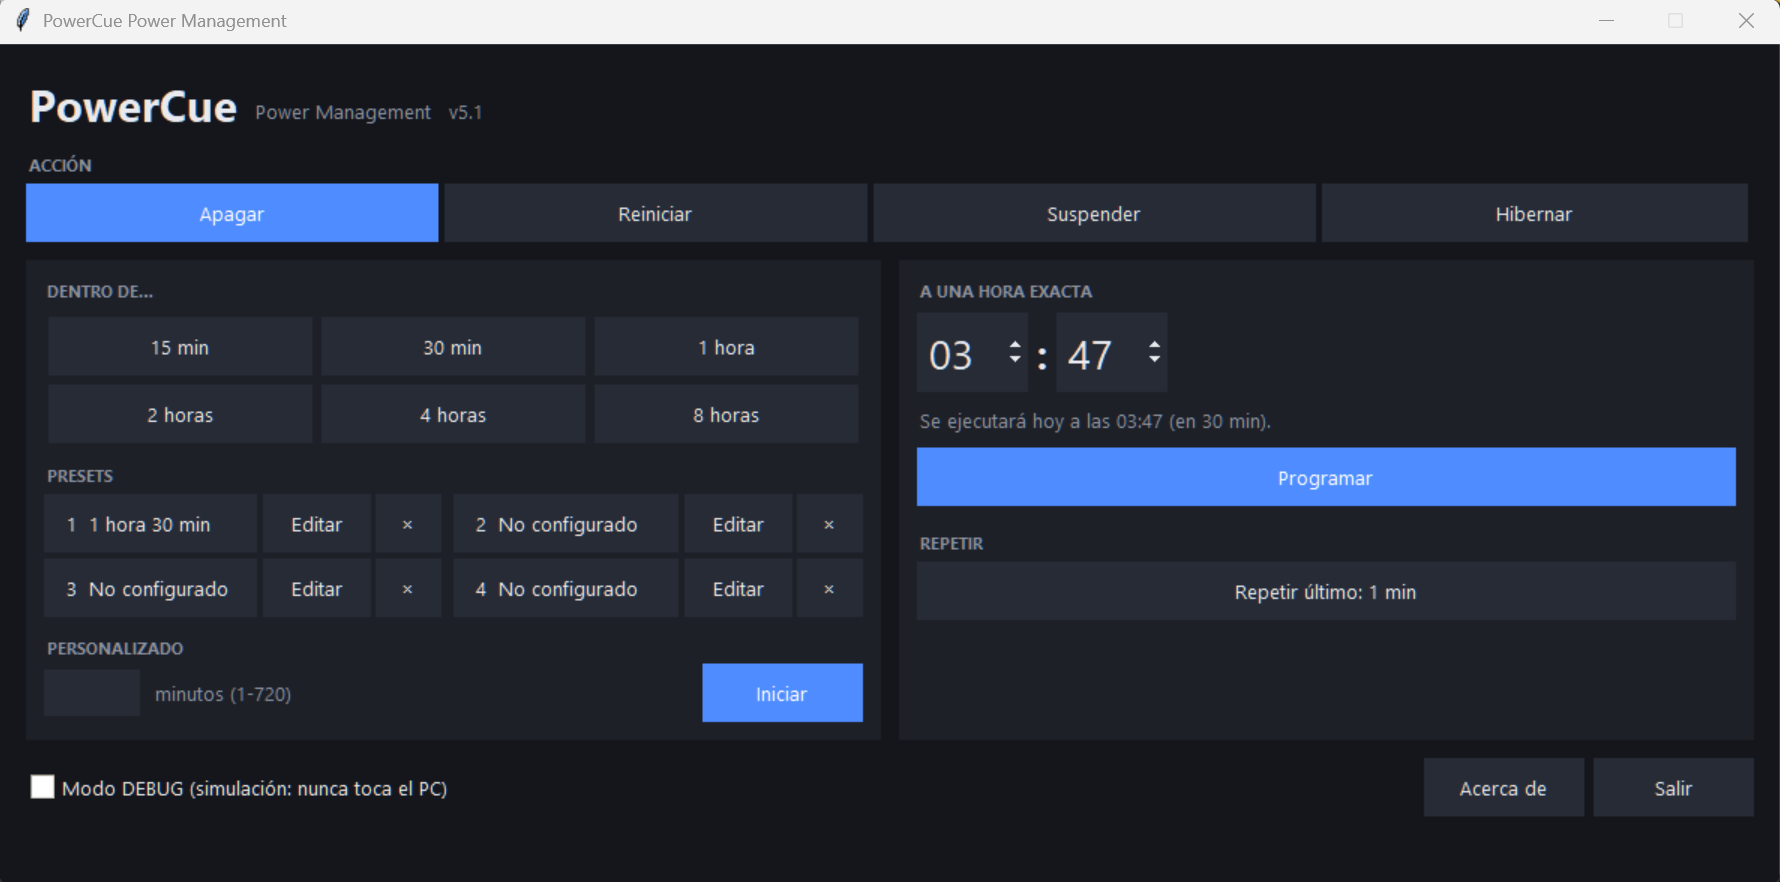 PowerCue Power Management
PowerCue Power Management v5.1
ACCIÓN
Apagar Reiniciar Suspender Hibernar
DENTRO DE...
15 min 30 min 1 hora
2 horas 4 horas 8 horas
PRESETS
1 1 hora 30 min Editar × 2 No configurado Editar ×
3 No configurado Editar × 4 No configurado Editar ×
PERSONALIZADO
minutos (1-720) Iniciar
A UNA HORA EXACTA
03 : 47
Se ejecutará hoy a las 03:47 (en 30 min).
Programar
REPETIR
Repetir último: 1 min
Modo DEBUG (simulación: nunca toca el PC)
Acerca de Salir